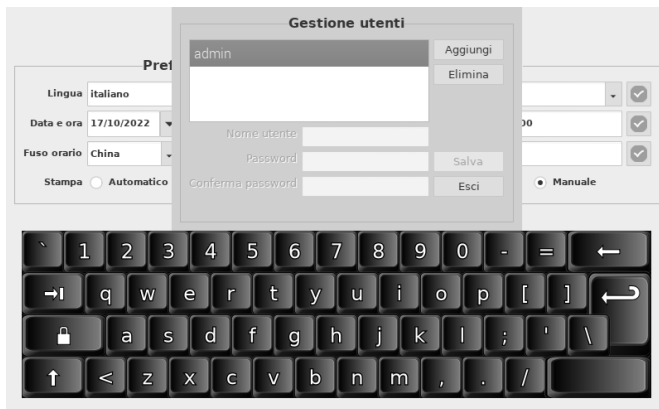 Gestione utenti
admin
Aggiungi
Elimina
Pref
Lingua italiano
Data e ora 17/10/2022 00
Nome utente
Fuso orario China
Password
Salva
Stampa Automatico
Conferma password
Esci
Manuale
` 1 2 3 4 5 6 7 8 9 0 - = ←
q w e r t y u i o p [ ]
a s d f g h j k l ; ' \
< z x c v b n m , . /